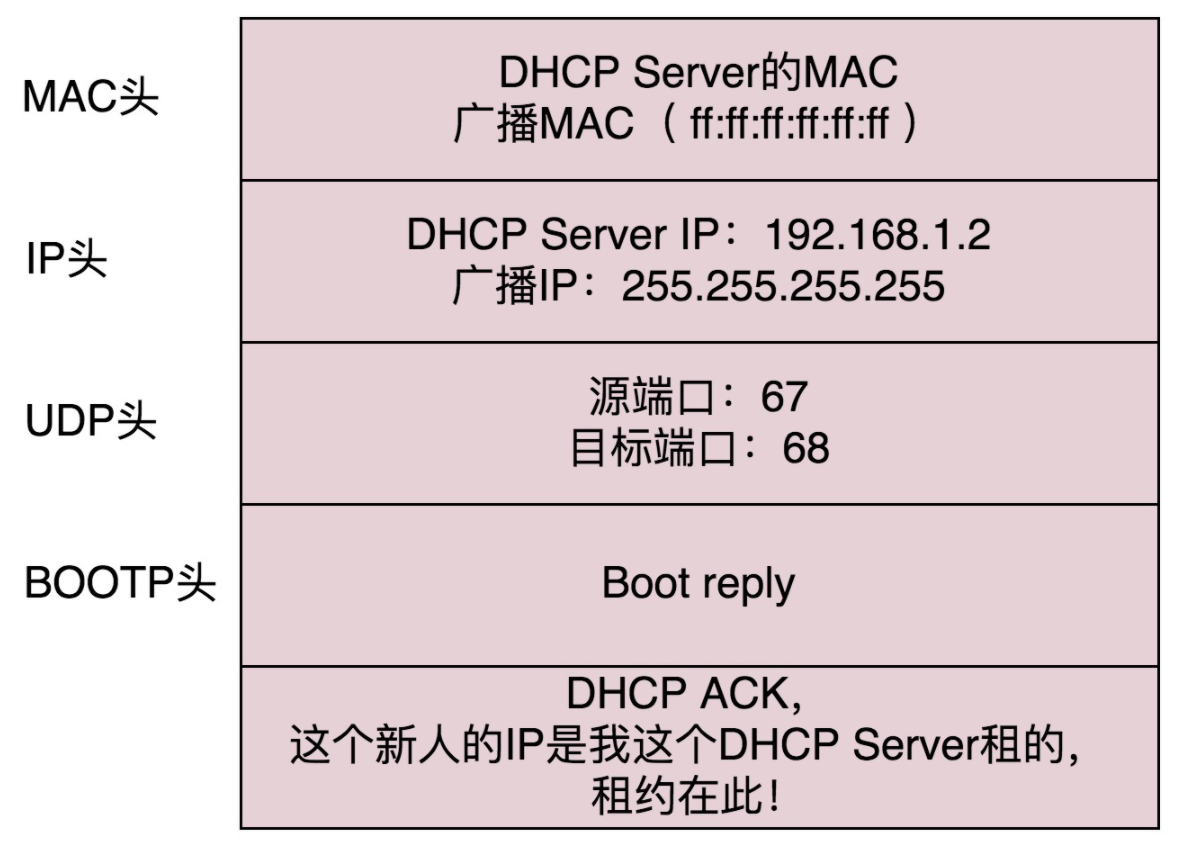 MAC头
DHCP Server的MAC
广播MAC （ ff:ff:ff:ff:ff:ff ）
IP头
DHCP Server IP：192.168.1.2
广播IP：255.255.255.255
UDP头
源端口：67
目标端口：68
BOOTP头
Boot reply
DHCP ACK，
这个新人的IP是我这个DHCP Server租的，
租约在此！